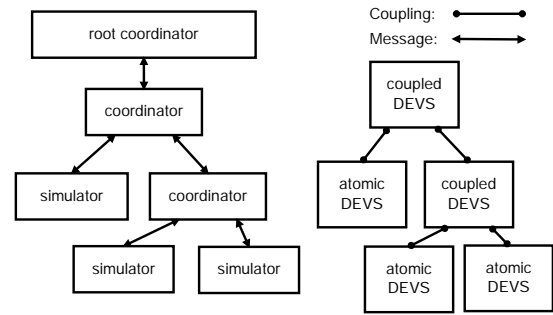 root coordinator
coordinator
simulator
coordinator
simulator
simulator
Coupling:
Message:
coupled
DEVS
atomic
DEVS
coupled
DEVS
atomic
DEVS
atomic
DEVS